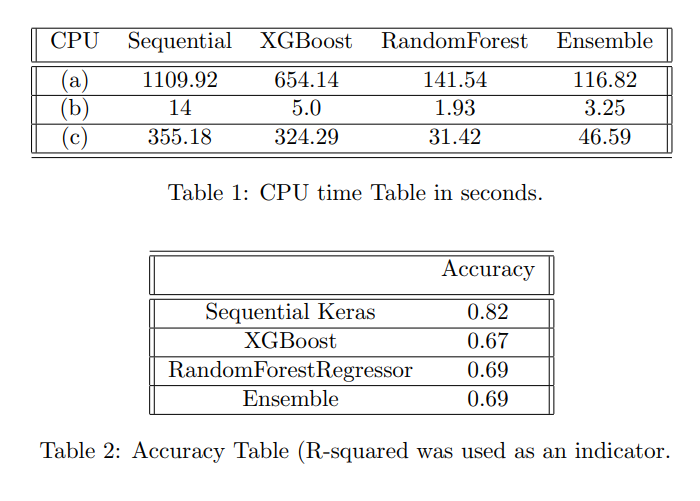 CPU Sequential XGBoost RandomForest Ensemble
(a) 1109.92 654.14 141.54 116.82
(b) 14 5.0 1.93 3.25
(c) 355.18 324.29 31.42 46.59
Table 1: CPU time Table in seconds.
Accuracy
Sequential Keras 0.82
XGBoost 0.67
RandomForestRegressor 0.69
Ensemble 0.69
Table 2: Accuracy Table (R-squared was used as an indicator.